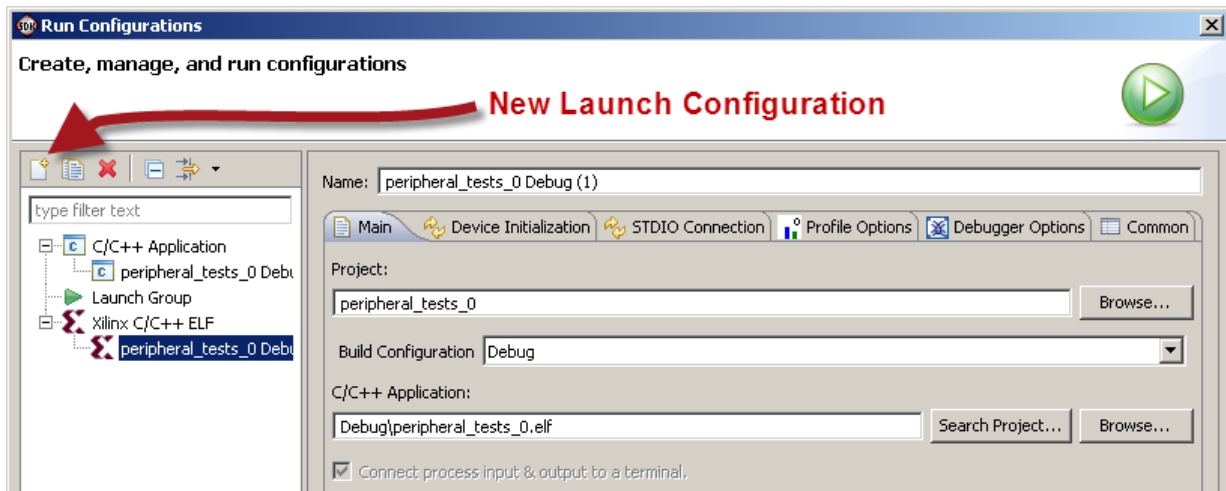 SDK Run Configurations
Create, manage, and run configurations
New Launch Configuration
type filter text
C/C++ Application
peripheral_tests_0 Debu
Launch Group
Xilinx C/C++ ELF
peripheral_tests_0 Debu
Name: peripheral_tests_0 Debug (1)
Main Device Initialization STDIO Connection Profile Options Debugger Options Common
Project:
peripheral_tests_0 Browse...
Build Configuration Debug
C/C++ Application:
Debug\peripheral_tests_0.elf Search Project... Browse...
Connect process input & output to a terminal.